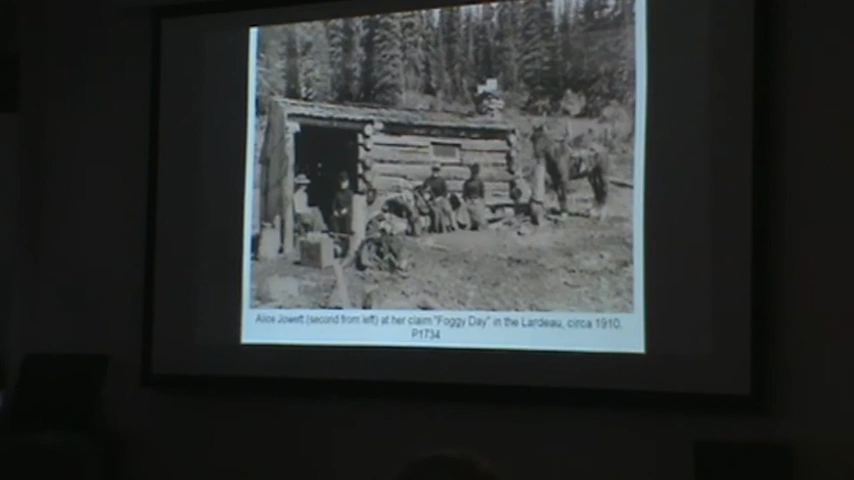 Alice Jowett (second from left) at her claim "Foggy Day" in the Lardeau, circa 1910.
P1734